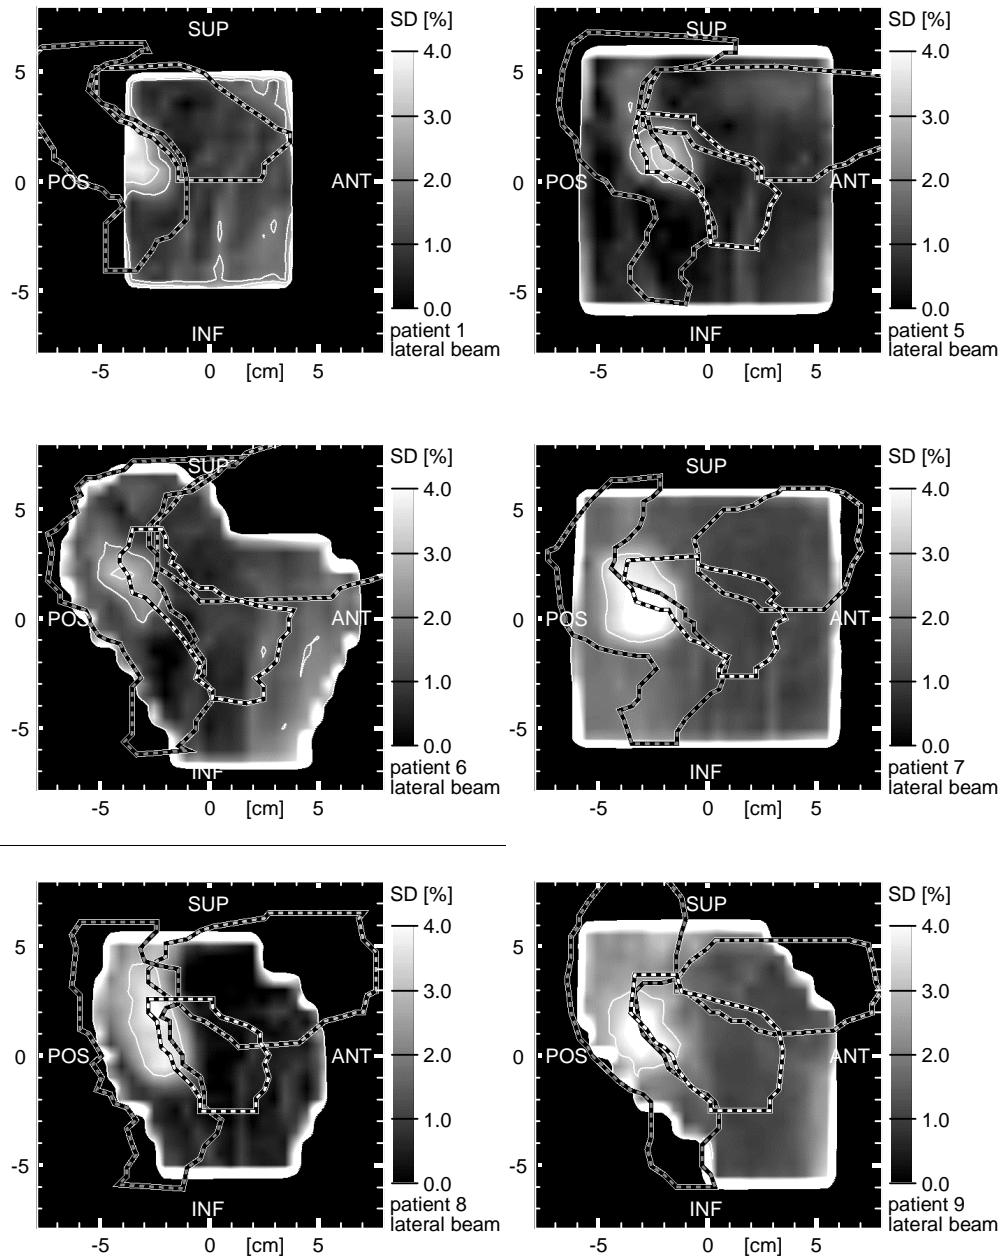 SUP
SD [%]
4.0
5
3.0
POS
0
ANT
2.0
1.0
-5
0.0
INF
patient 1
lateral beam
-5
0
[cm]
5
SUP
SD [%]
4.0
5
3.0
POS
0
ANT
2.0
1.0
-5
0.0
INF
patient 5
lateral beam
-5
0
[cm]
5
SUP
SD [%]
4.0
5
3.0
POS
0
ANT
2.0
1.0
-5
0.0
INF
patient 6
lateral beam
-5
0
[cm]
5
SUP
SD [%]
4.0
5
3.0
POS
0
ANT
2.0
1.0
-5
0.0
INF
patient 7
lateral beam
-5
0
[cm]
5
SUP
SD [%]
4.0
5
3.0
POS
0
ANT
2.0
1.0
-5
0.0
INF
patient 8
lateral beam
-5
0
[cm]
5
SUP
SD [%]
4.0
5
3.0
POS
0
ANT
2.0
1.0
-5
0.0
INF
patient 9
lateral beam
-5
0
[cm]
5